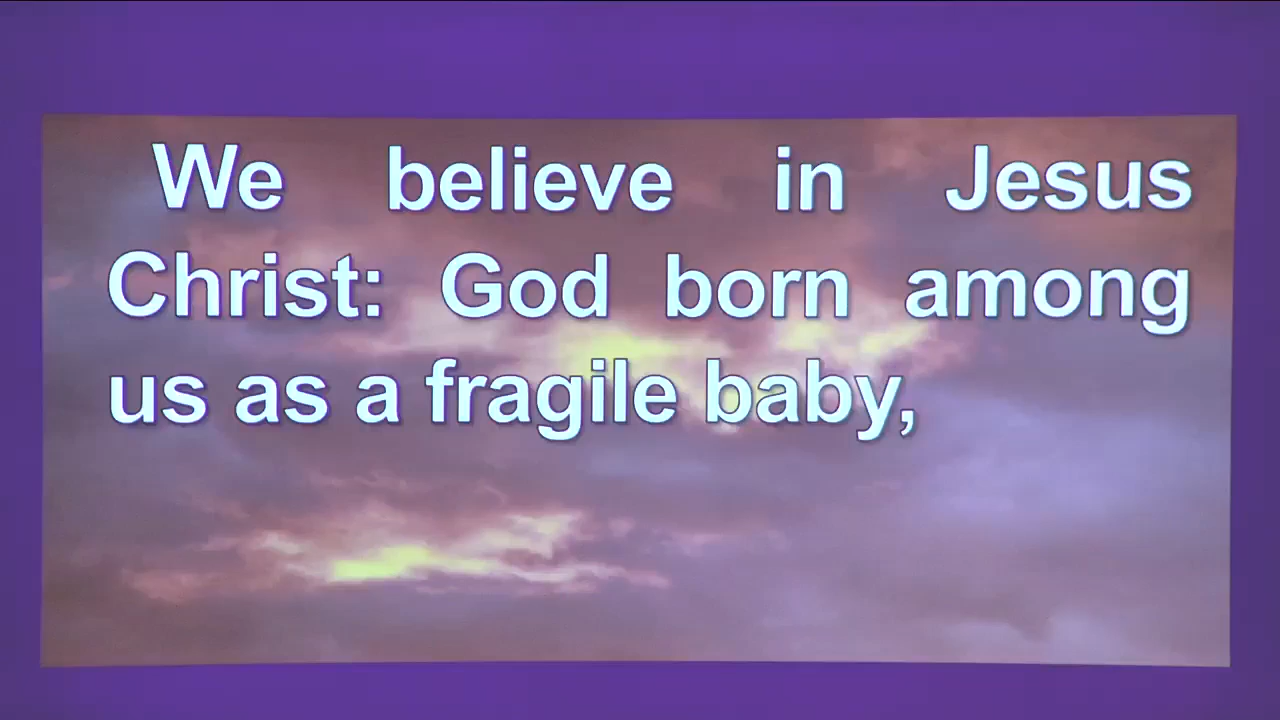 We believe in Jesus
Christ: God born among
us as a fragile baby,